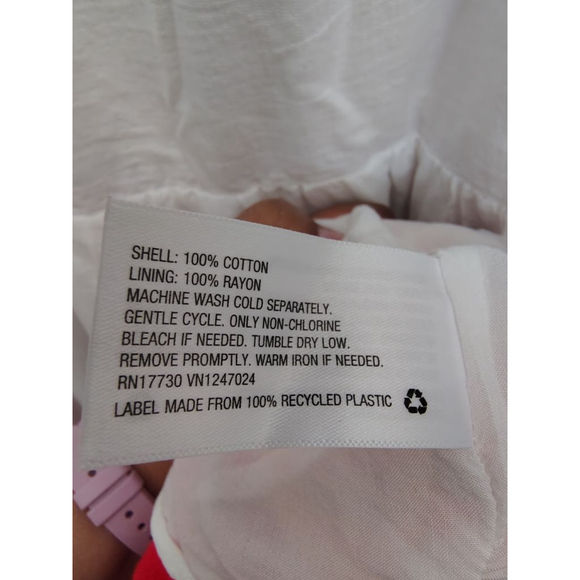 SHELL: 100% COTTON
LINING: 100% RAYON
MACHINE WASH COLD SEPARATELY.
GENTLE CYCLE. ONLY NON-CHLORINE
BLEACH IF NEEDED. TUMBLE DRY LOW.
REMOVE PROMPTLY. WARM IRON IF NEEDED.
RN17730 VN1247024
LABEL MADE FROM 100% RECYCLED PLASTIC